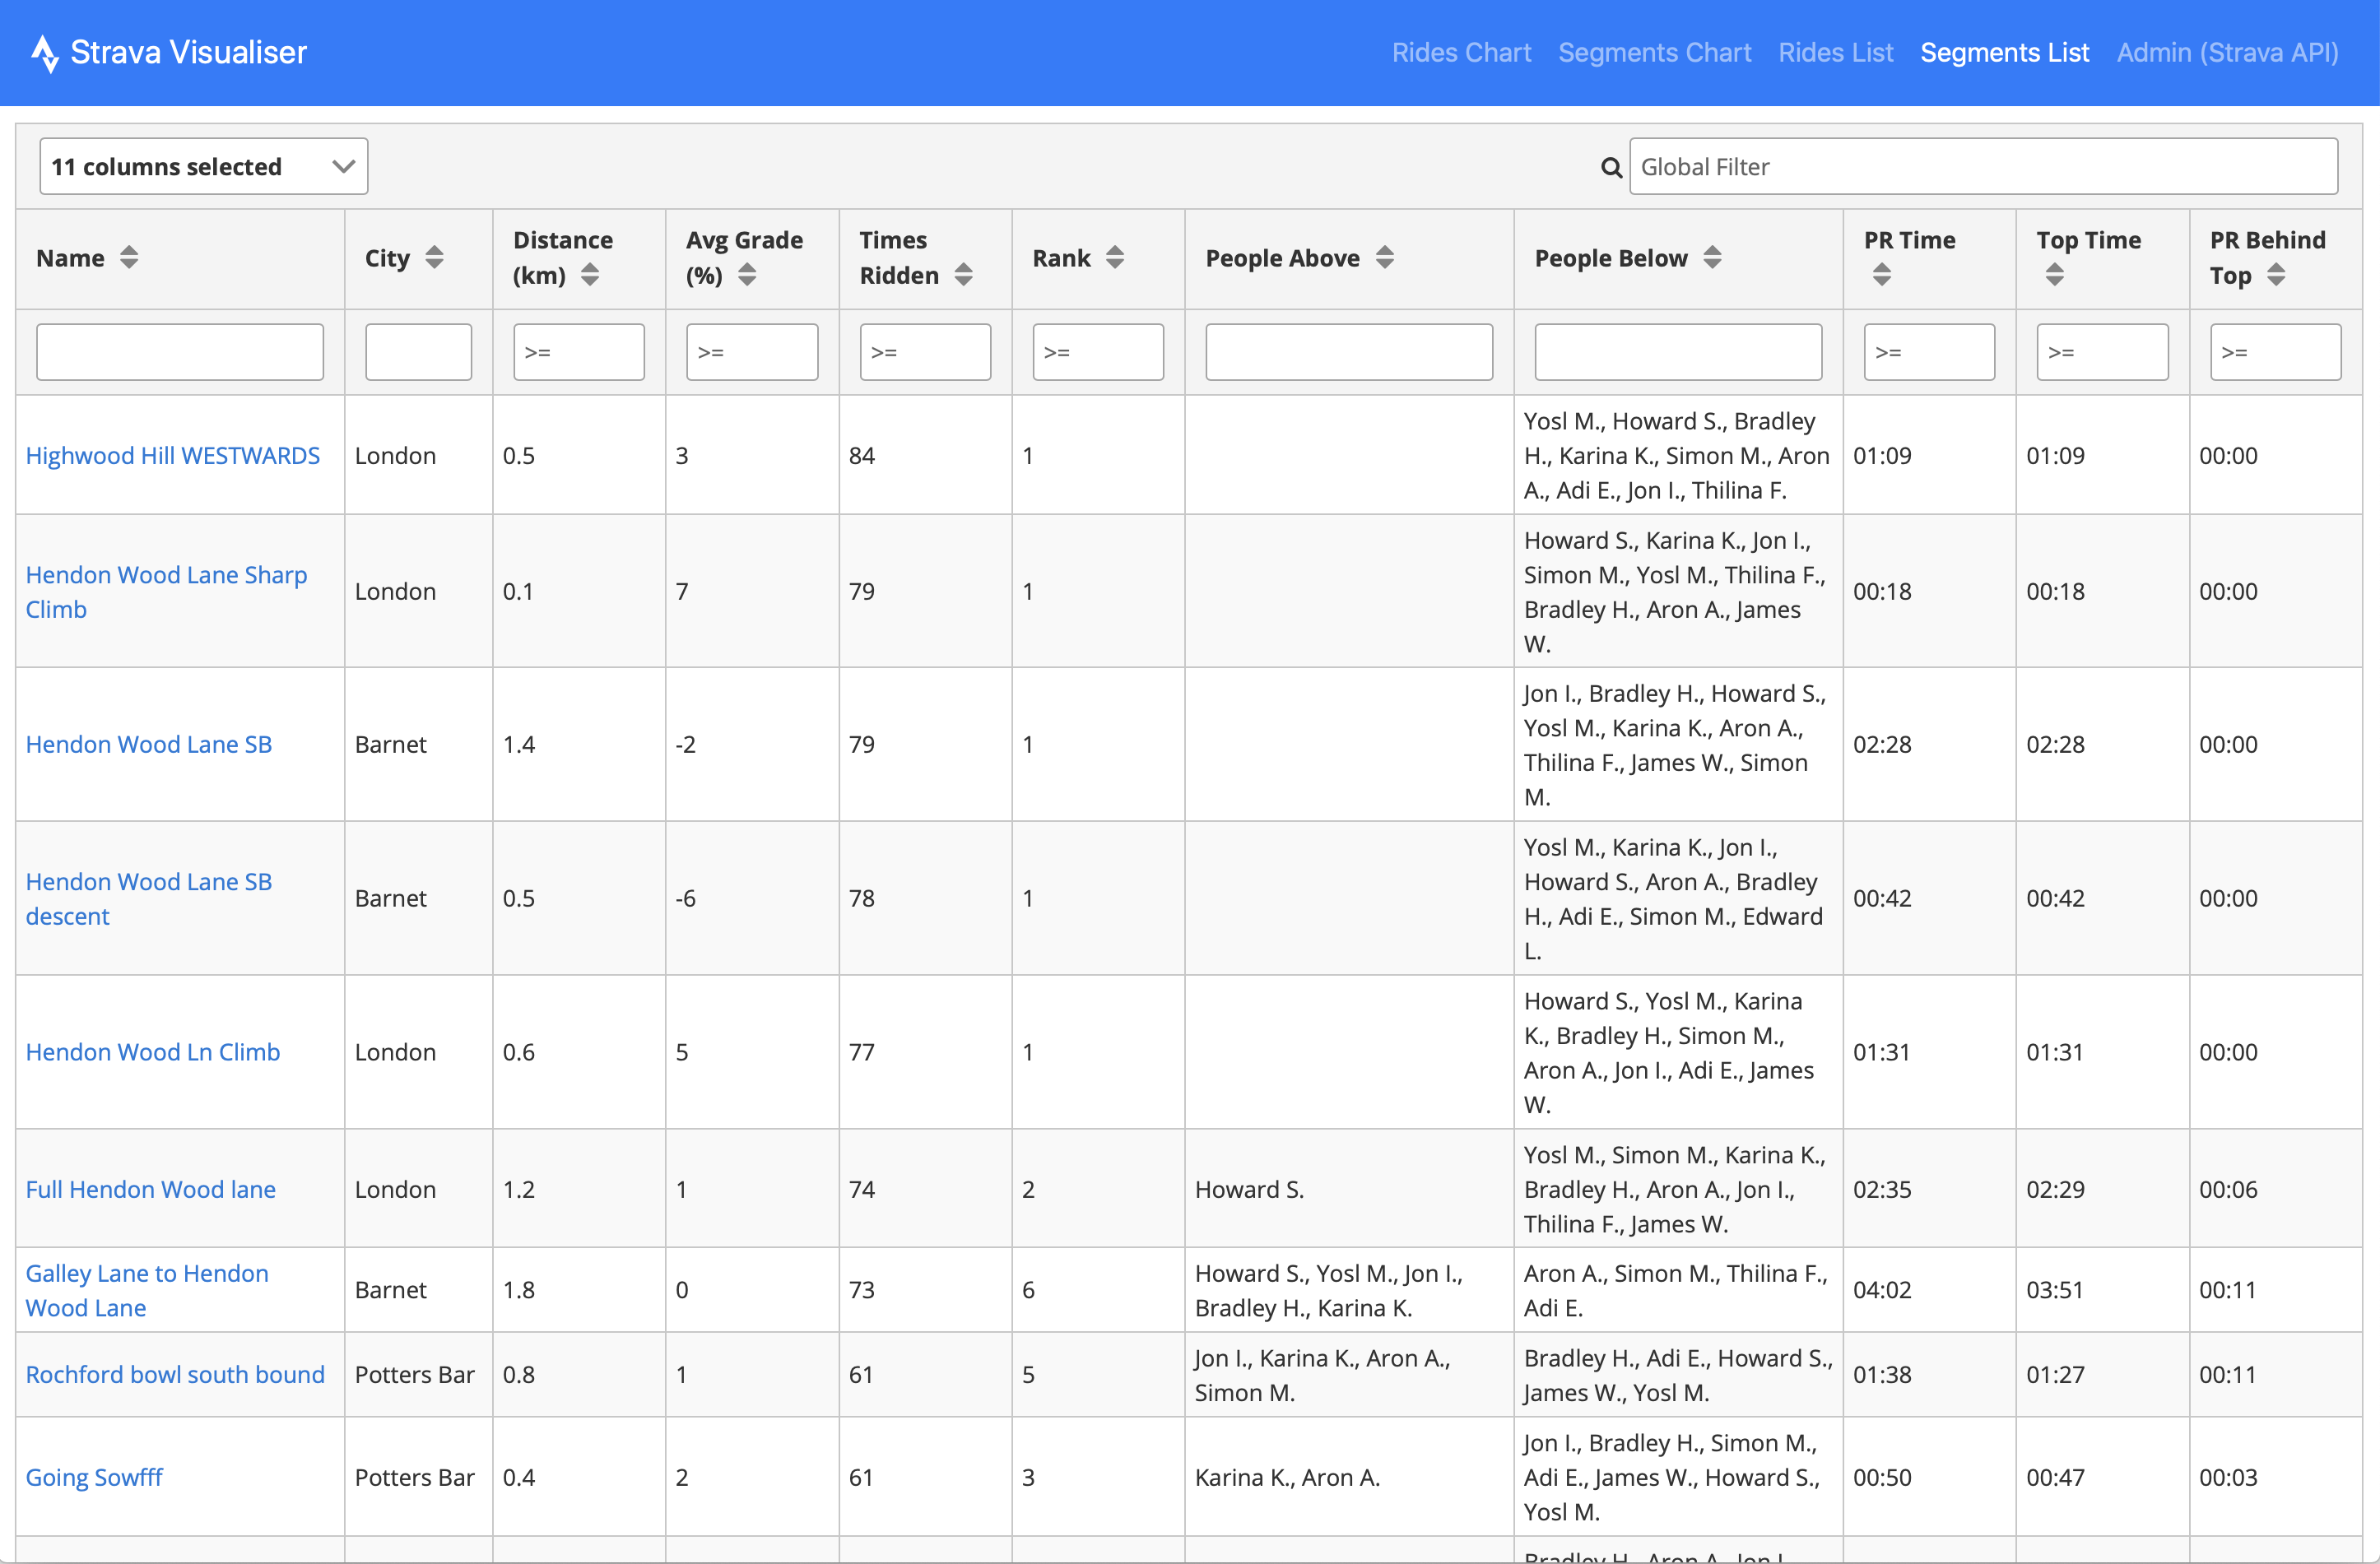 Strava Visualiser
Rides Chart Segments Chart Rides List Segments List Admin (Strava API)
11 columns selected
Global Filter
Name City Distance (km) Avg Grade (%) Times Ridden Rank People Above People Below PR Time Top Time PR Behind Top
>= >= >= >= >= >= >=
Highwood Hill WESTWARDS London 0.5 3 84 1 Yosl M., Howard S., Bradley H., Karina K., Simon M., Aron A., Adi E., Jon I., Thilina F. 01:09 01:09 00:00
Hendon Wood Lane Sharp Climb London 0.1 7 79 1 Howard S., Karina K., Jon I., Simon M., Yosl M., Thilina F., Bradley H., Aron A., James W. 00:18 00:18 00:00
Hendon Wood Lane SB Barnet 1.4 -2 79 1 Jon I., Bradley H., Howard S., Yosl M., Karina K., Aron A., Thilina F., James W., Simon M. 02:28 02:28 00:00
Hendon Wood Lane SB descent Barnet 0.5 -6 78 1 Yosl M., Karina K., Jon I., Howard S., Aron A., Bradley H., Adi E., Simon M., Edward L. 00:42 00:42 00:00
Hendon Wood Ln Climb London 0.6 5 77 1 Howard S., Yosl M., Karina K., Bradley H., Simon M., Aron A., Jon I., Adi E., James W. 01:31 01:31 00:00
Full Hendon Wood lane London 1.2 1 74 2 Howard S. Yosl M., Simon M., Karina K., Bradley H., Aron A., Jon I., Thilina F., James W. 02:35 02:29 00:06
Galley Lane to Hendon Wood Lane Barnet 1.8 0 73 6 Howard S., Yosl M., Jon I., Bradley H., Karina K. Aron A., Simon M., Thilina F., Adi E. 04:02 03:51 00:11
Rochford bowl south bound Potters Bar 0.8 1 61 5 Jon I., Karina K., Aron A., Simon M. Bradley H., Adi E., Howard S., James W., Yosl M. 01:38 01:27 00:11
Going Sowfff Potters Bar 0.4 2 61 3 Karina K., Aron A. Jon I., Bradley H., Simon M., Adi E., James W., Howard S., Yosl M. 00:50 00:47 00:03
Bradley H., Aron A., Jon I.,